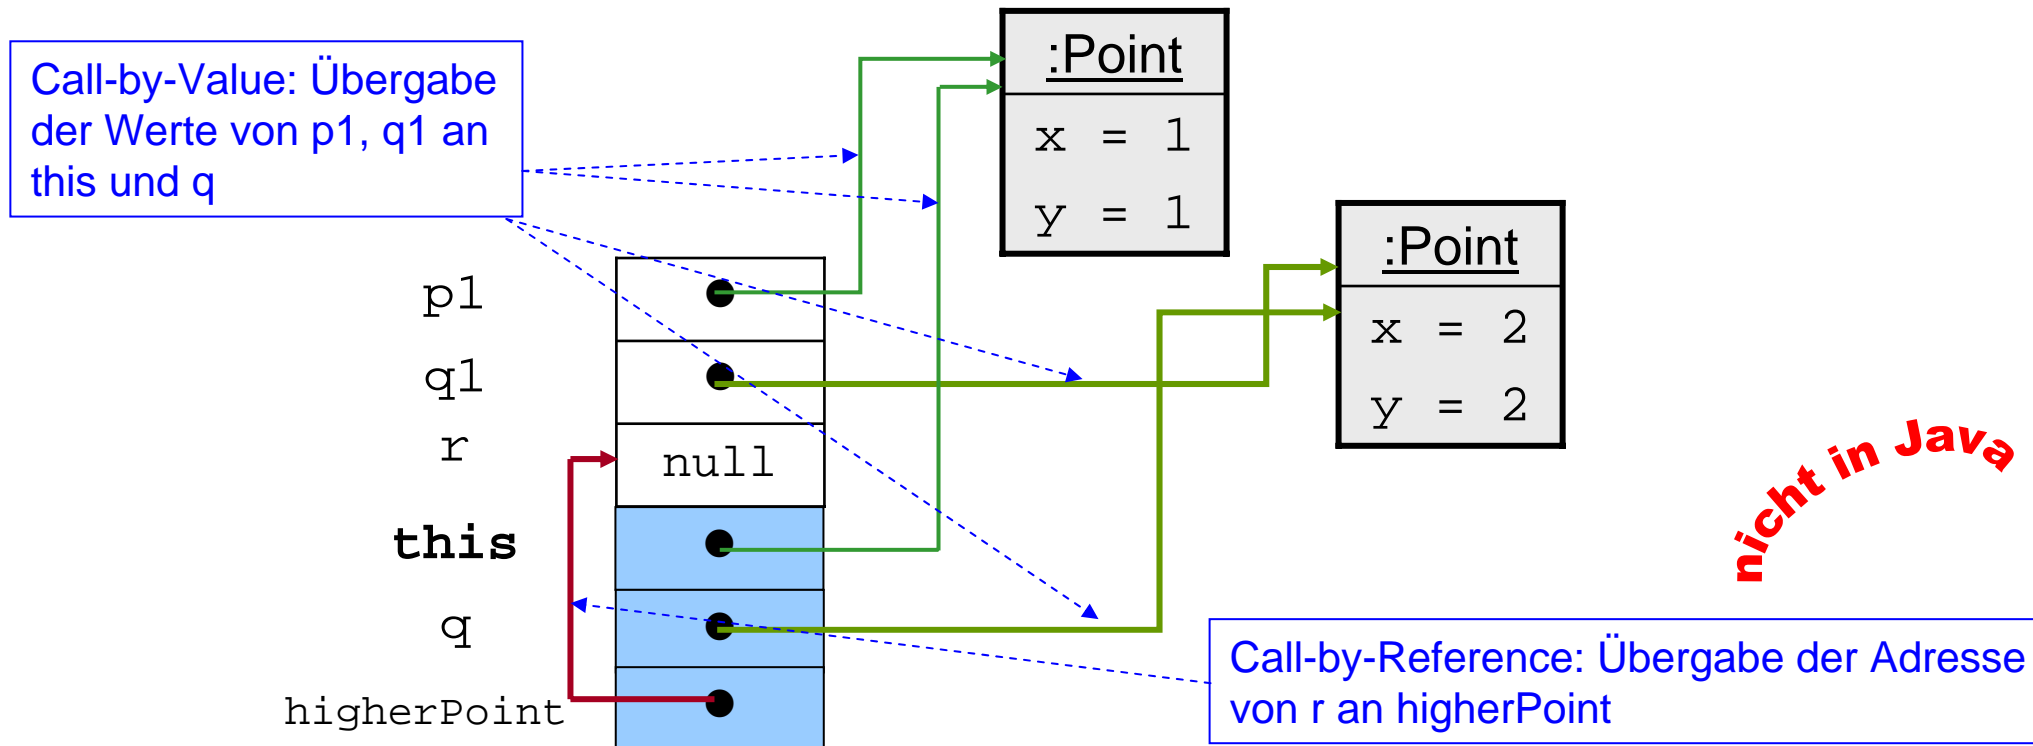 Call-by-Value: Übergabe
der Werte von p1, q1 an
this und q
:Point
x = 1
y = 1
:Point
x = 2
y = 2
p1
q1
r
null
this
q
higherPoint
nicht in Java
Call-by-Reference: Übergabe der Adresse
von r an higherPoint